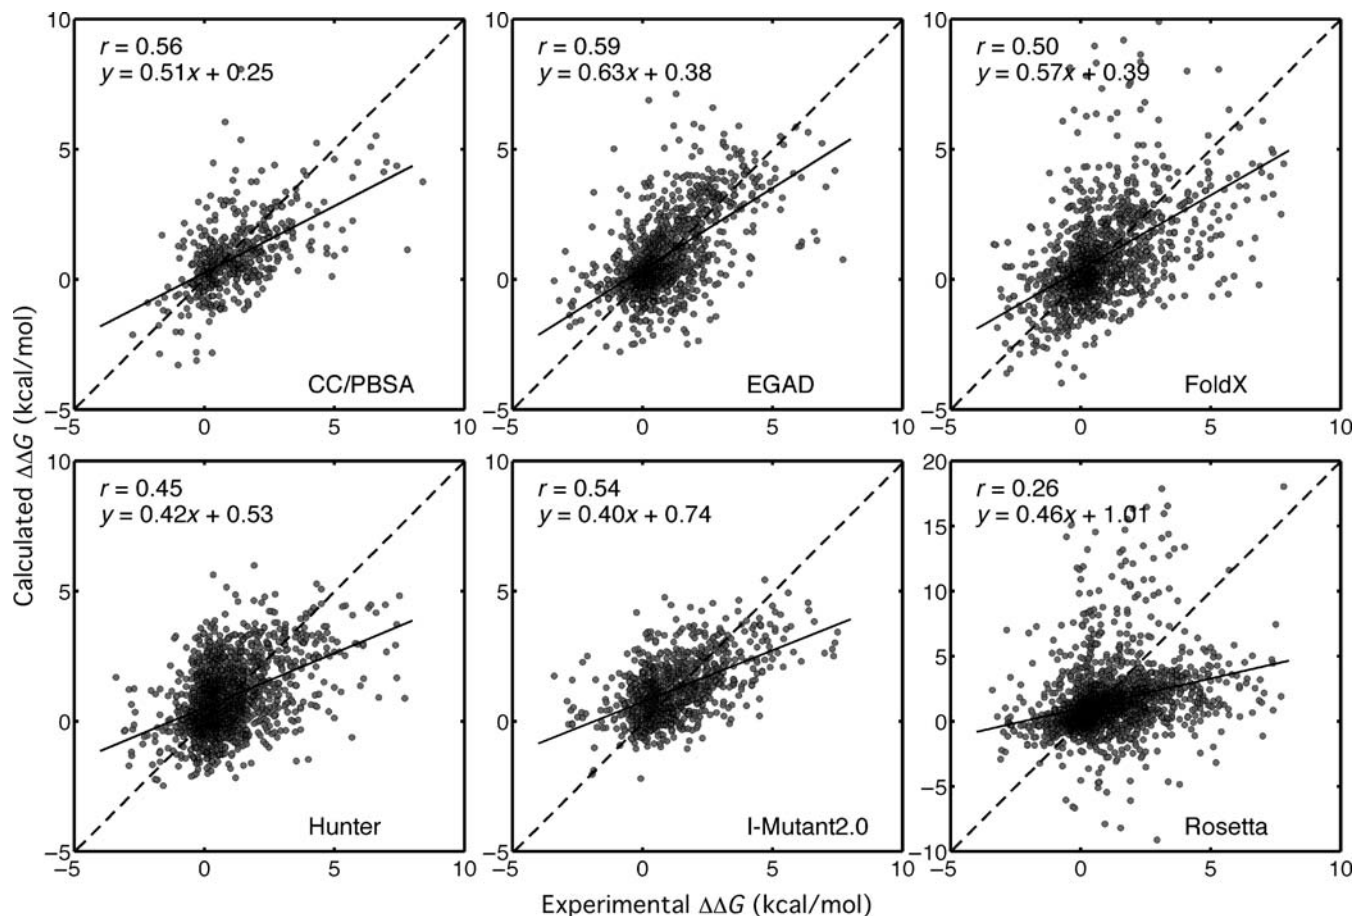 Calculated ΔΔG (kcal/mol)
10
5
0
−5
r = 0.56
y = 0.51x + 0.25
CC/PBSA
−5 0 5 10
10
5
0
−5
r = 0.59
y = 0.63x + 0.38
EGAD
−5 0 5 10
10
5
0
−5
r = 0.50
y = 0.57x + 0.39
FoldX
−5 0 5 10
10
5
0
−5
r = 0.45
y = 0.42x + 0.53
Hunter
−5 0 5 10
10
5
0
−5
r = 0.54
y = 0.40x + 0.74
I-Mutant2.0
−5 0 5 10
20
15
10
5
0
−5
−10
r = 0.26
y = 0.46x + 1.01
Rosetta
−5 0 5 10
Experimental ΔΔG (kcal/mol)